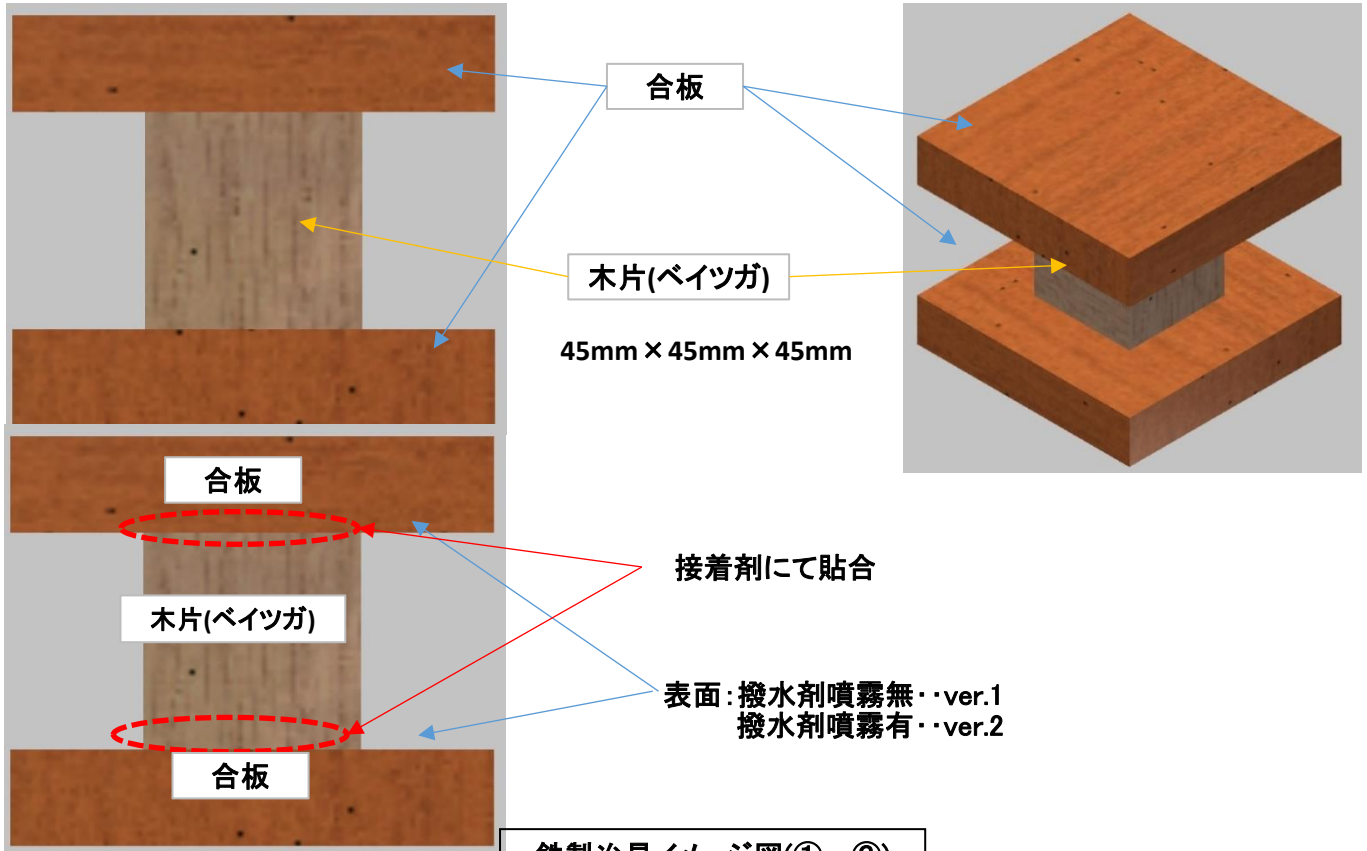 合板
木片(ベイツガ)
45mm×45mm×45mm
合板
接着剤にて貼合
木片(ベイツガ)
表面：撥水剤噴霧無‥ver.1
撥水剤噴霧有‥ver.2
合板